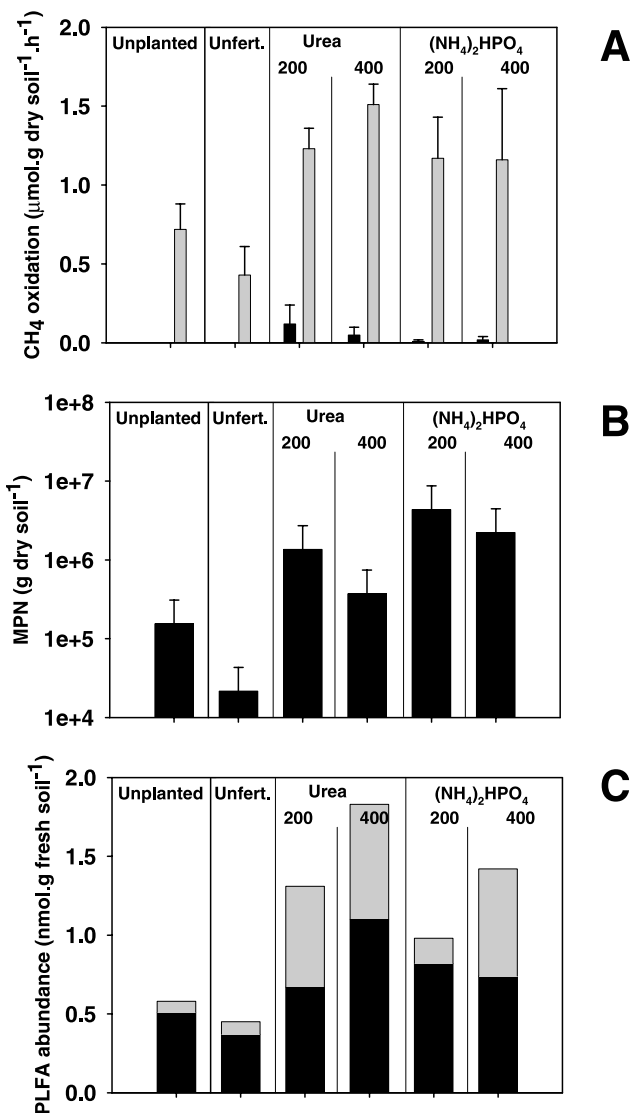 A
CH4 oxidation (μmol.g dry soil-1.h-1)
2.0
1.5
1.0
0.5
0.0
Unplanted
Unfert.
Urea
(NH4)2HPO4
200
400
200
400
B
MPN (g dry soil-1)
1e+8
1e+7
1e+6
1e+5
1e+4
Unplanted
Unfert.
Urea
(NH4)2HPO4
200
400
200
400
C
PLFA abundance (nmol.g fresh soil-1)
2.0
1.5
1.0
0.5
0.0
Unplanted
Unfert.
Urea
(NH4)2HPO4
200
400
200
400